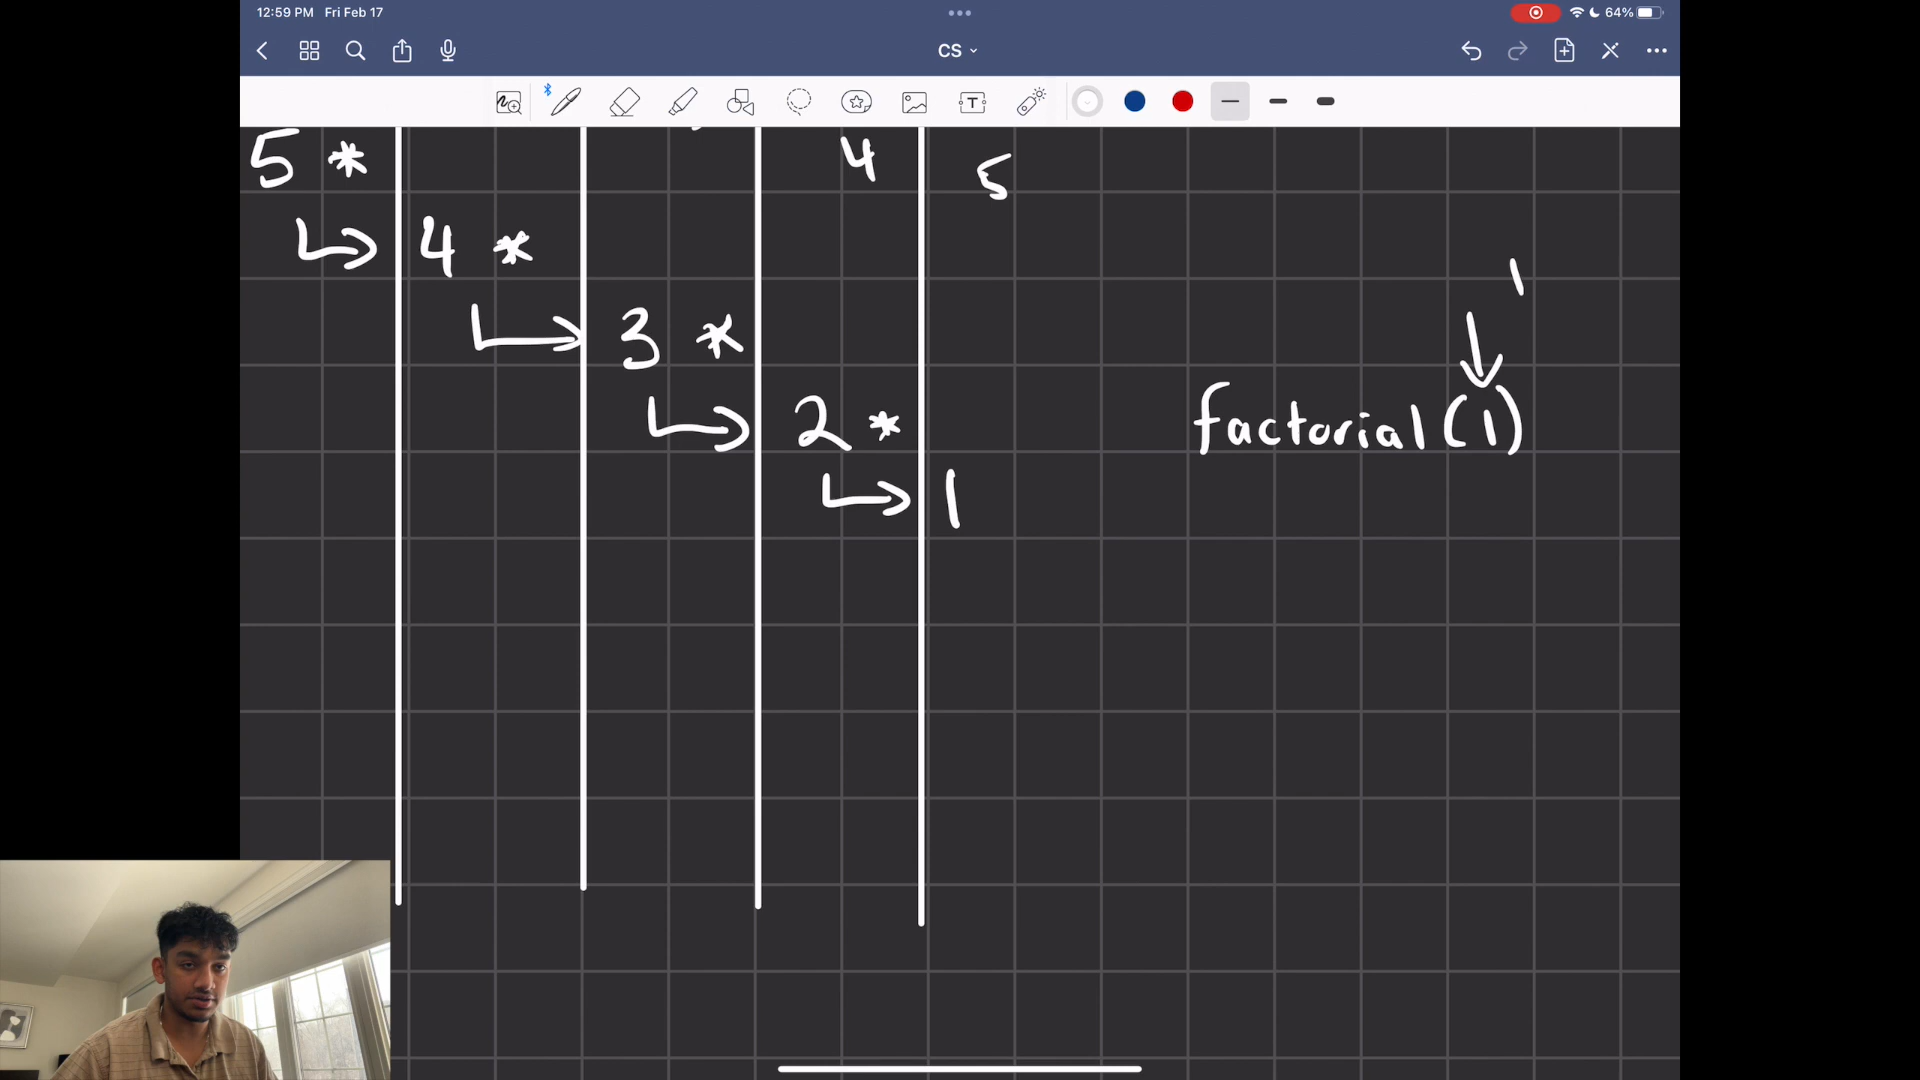 12:59 PM Fri Feb 17
64%
CS
T
5 *
4
5
4 *
1
3 *
2 *
factorial (1)
1